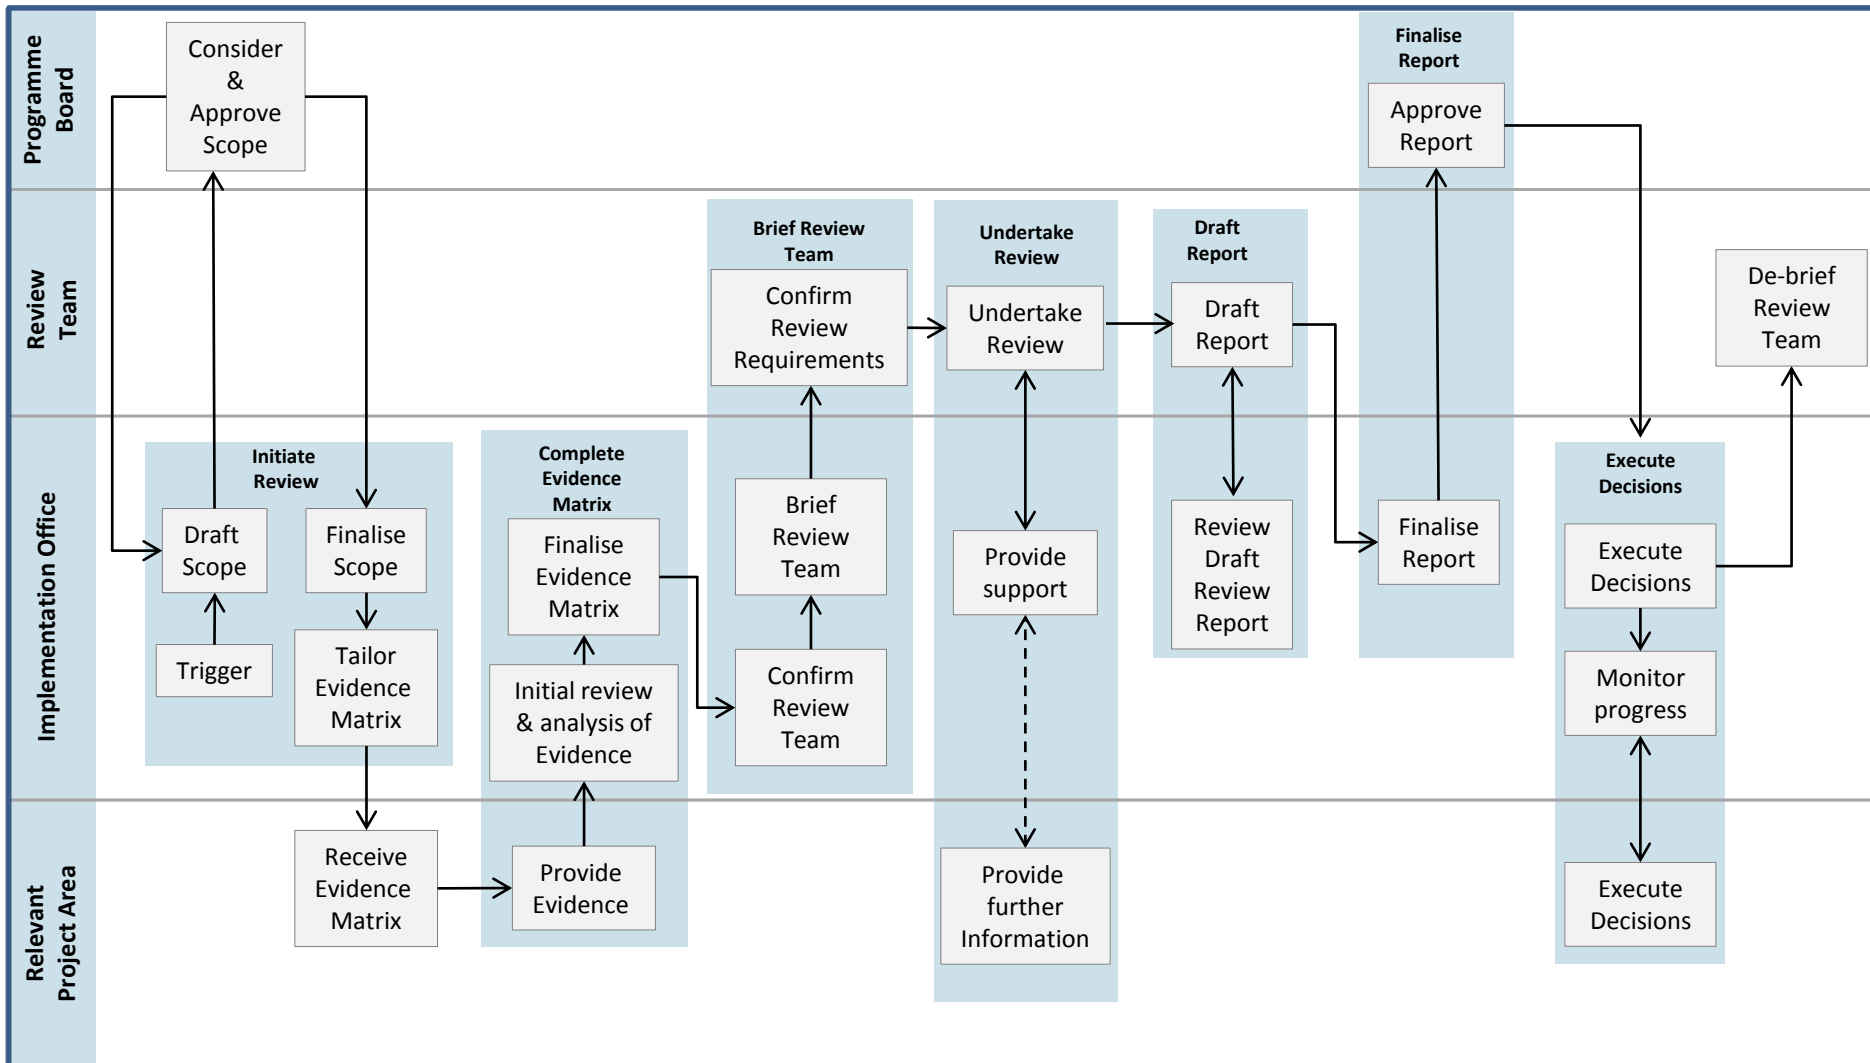 Programme
Board
Consider
&
Approve
Scope
Finalise
Report
Approve
Report
Review
Team
Brief Review
Team
Confirm
Review
Requirements
Undertake
Review
Undertake
Review
Draft
Report
Draft
Report
De-brief
Review
Team
Implementation Office
Initiate
Review
Draft
Scope
Trigger
Finalise
Scope
Tailor
Evidence
Matrix
Complete
Evidence
Matrix
Finalise
Evidence
Matrix
Initial review
& analysis of
Evidence
Brief
Review
Team
Confirm
Review
Team
Provide
support
Review
Draft
Review
Report
Finalise
Report
Execute
Decisions
Execute
Decisions
Monitor
progress
Relevant
Project Area
Receive
Evidence
Matrix
Provide
Evidence
Provide
further
Information
Execute
Decisions